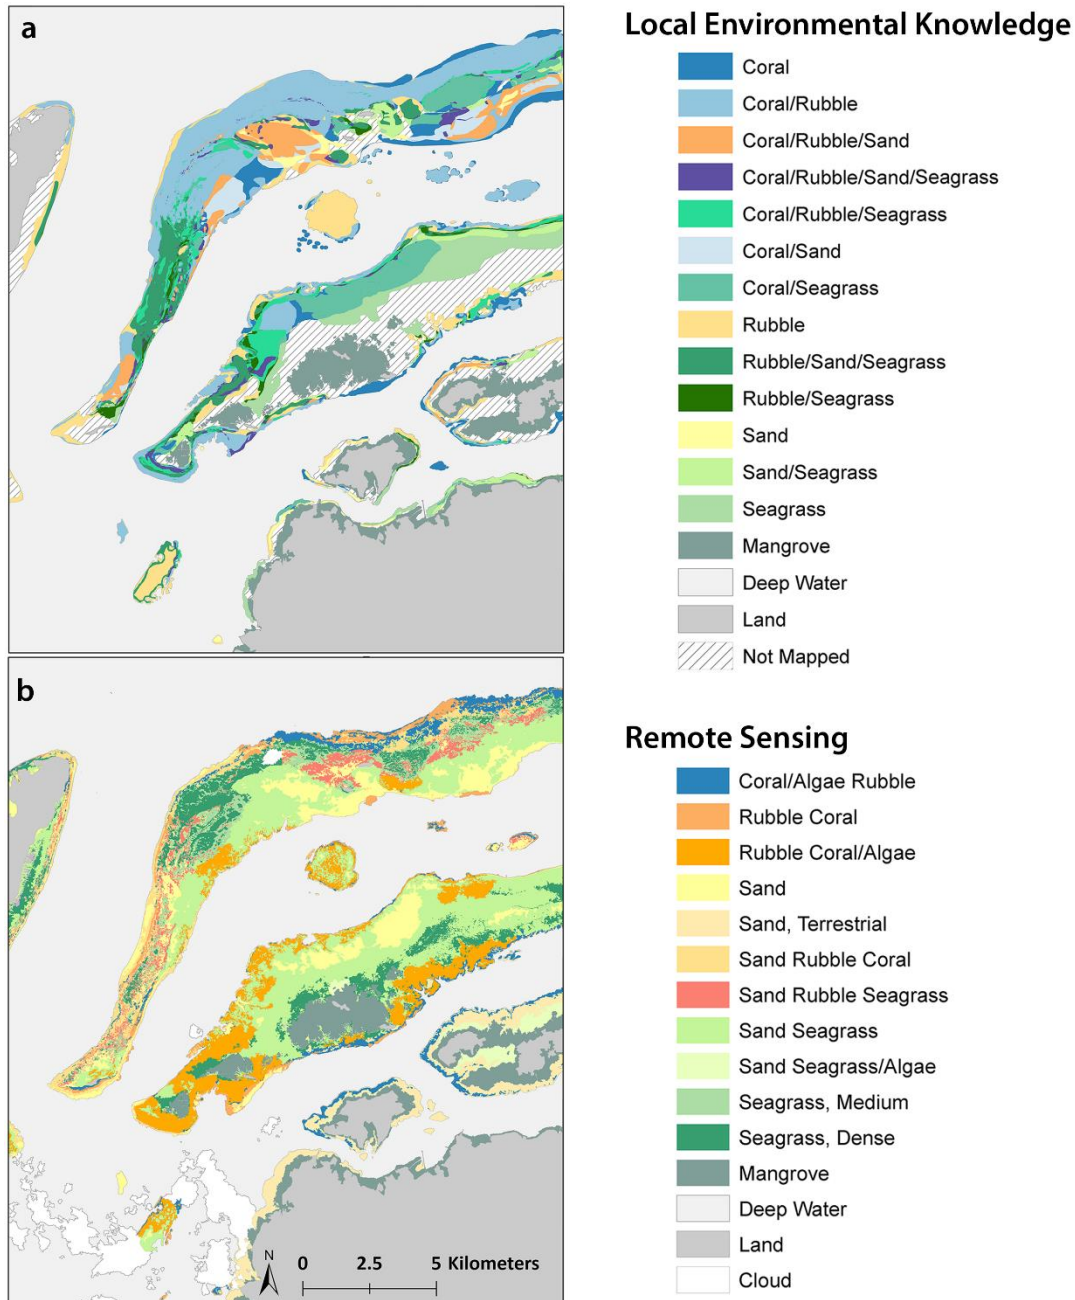 a
Local Environmental Knowledge
Coral
Coral/Rubble
Coral/Rubble/Sand
Coral/Rubble/Sand/Seagrass
Coral/Rubble/Seagrass
Coral/Sand
Coral/Seagrass
Rubble
Rubble/Sand/Seagrass
Rubble/Seagrass
Sand
Sand/Seagrass
Seagrass
Mangrove
Deep Water
Land
Not Mapped
b
Remote Sensing
Coral/Algae Rubble
Rubble Coral
Rubble Coral/Algae
Sand
Sand, Terrestrial
Sand Rubble Coral
Sand Rubble Seagrass
Sand Seagrass
Sand Seagrass/Algae
Seagrass, Medium
Seagrass, Dense
Mangrove
Deep Water
Land
Cloud
N
0 2.5 5 Kilometers